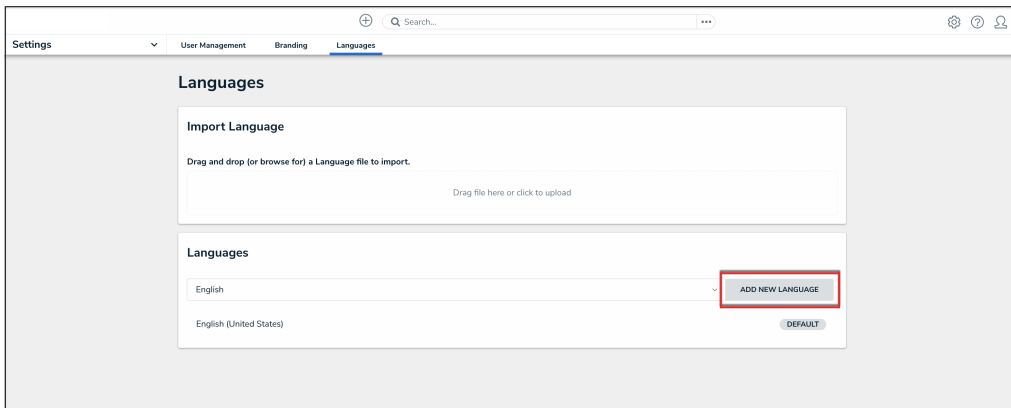 Search...
Settings
User Management Branding Languages
Languages
Import Language
Drag and drop (or browse for) a Language file to import.
Drag file here or click to upload
Languages
English ADD NEW LANGUAGE
English (United States) DEFAULT